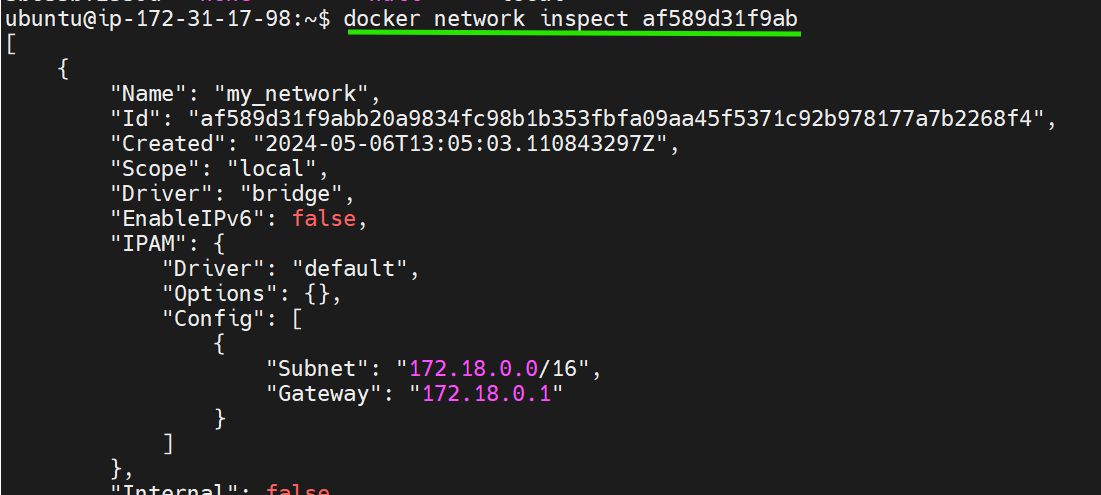 ubuntu@ip-172-31-17-98:~$ docker network inspect af589d31f9ab
[
    {
        "Name": "my_network",
        "Id": "af589d31f9abb20a9834fc98b1b353fbfa09aa45f5371c92b978177a7b2268f4",
        "Created": "2024-05-06T13:05:03.110843297Z",
        "Scope": "local",
        "Driver": "bridge",
        "EnableIPv6": false,
        "IPAM": {
            "Driver": "default",
            "Options": {},
            "Config": [
                {
                    "Subnet": "172.18.0.0/16",
                    "Gateway": "172.18.0.1"
                }
            ]
        },
        "Internal": false